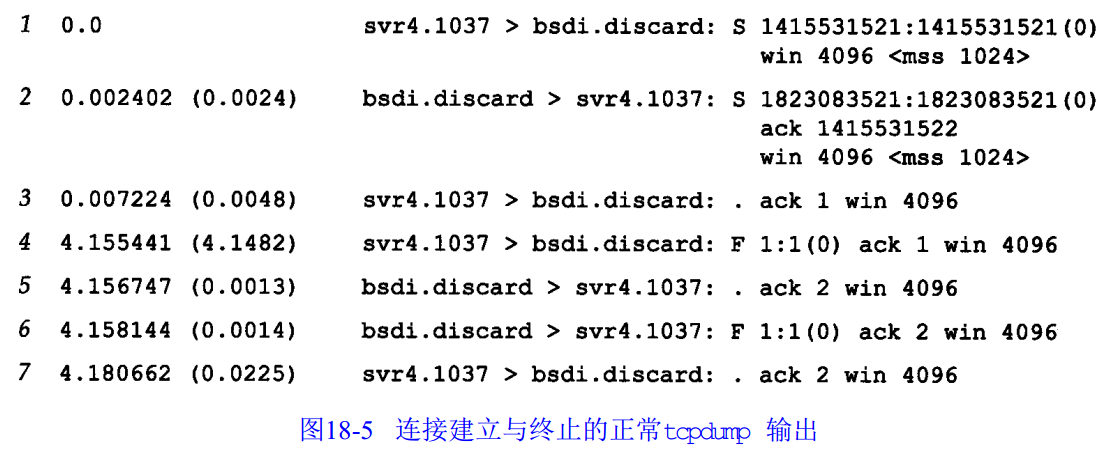 1 0.0 svr4.1037 > bsdi.discard: S 1415531521:1415531521(0)
win 4096 <mss 1024>
2 0.002402 (0.0024) bsdi.discard > svr4.1037: S 1823083521:1823083521(0)
ack 1415531522
win 4096 <mss 1024>
3 0.007224 (0.0048) svr4.1037 > bsdi.discard: . ack 1 win 4096
4 4.155441 (4.1482) svr4.1037 > bsdi.discard: F 1:1(0) ack 1 win 4096
5 4.156747 (0.0013) bsdi.discard > svr4.1037: . ack 2 win 4096
6 4.158144 (0.0014) bsdi.discard > svr4.1037: F 1:1(0) ack 2 win 4096
7 4.180662 (0.0225) svr4.1037 > bsdi.discard: . ack 2 win 4096
图18-5 连接建立与终止的正常tcpdump 输出